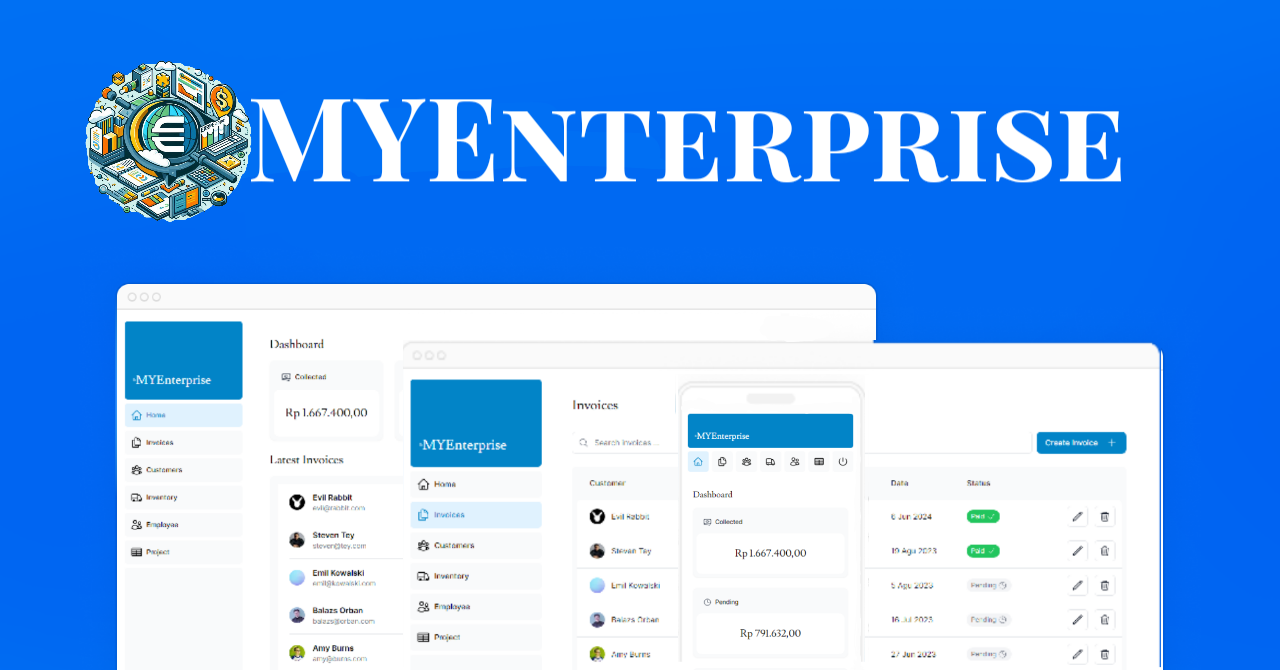 MYENTERPRISE
MYEnterprise
Home
Invoices
Customers
Inventory
Employee
Project
Dashboard
Collected
Rp 1.667.400,00
Latest Invoices
Evil Rabbit
evil@rabbit.com
Steven Tey
steven@tey.com
Emil Kowalski
emil@kowalski.com
Balazs Orban
balazs@orban.com
Amy Burns
amy@burns.com
MYEnterprise
Home
Invoices
Customers
Inventory
Employee
Project
Invoices
Search invoices ...
Create Invoice +
Customer
Date
Status
Evil Rabbit
6 Jun 2024
Paid
Steven Tey
19 Agu 2023
Paid
Emil Kowalski
5 Agu 2023
Pending
Balazs Orban
16 Jul 2023
Pending
Amy Burns
27 Jun 2023
Pending
MYEnterprise
Dashboard
Collected
Rp 1.667.400,00
Pending
Rp 791.632,00